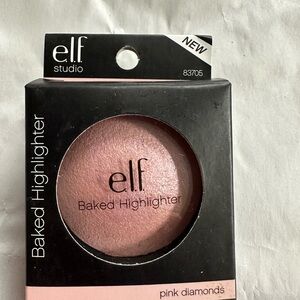 e.l.f.
studio
NEW
83705
Baked Highlighter
e.l.f
Baked Highlighter
pink diamonds